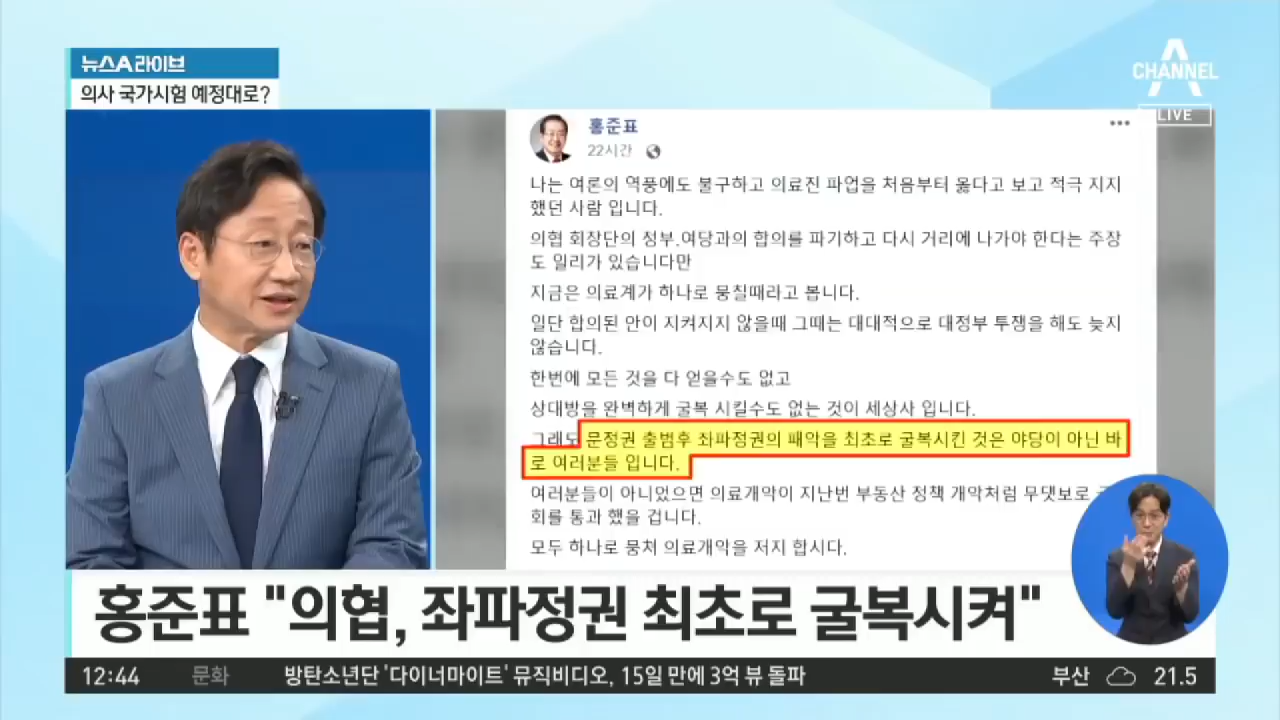 뉴스A 라이브
의사 국가시험 예정대로?
CHANNEL A
LIVE
홍준표
22시간
나는 여론의 역풍에도 불구하고 의료진 파업을 처음부터 옳다고 보고 적극 지지
했던 사람 입니다.
의협 회장단의 정부.여당과의 합의를 파기하고 다시 거리에 나가야 한다는 주장
도 일리가 있습니다만
지금은 의료계가 하나로 뭉칠때라고 봅니다.
일단 합의된 안이 지켜지지 않을때 그때는 대대적으로 대정부 투쟁을 해도 늦지
않습니다.
한번에 모든 것을 다 얻을수도 없고
상대방을 완벽하게 굴복 시킬수도 없는 것이 세상사 입니다.
그래도 문정권 출범후 좌파정권의 패악을 최초로 굴복시킨 것은 야당이 아닌 바
로 여러분들 입니다.
여러분들이 아니었으면 의료개악이 지난번 부동산 정책 개악처럼 무댓보로
회를 통과 했을 겁니다.
모두 하나로 뭉쳐 의료개악을 저지 합시다.
홍준표 "의협, 좌파정권 최초로 굴복시켜"
12:44 문화 방탄소년단 '다이너마이트' 뮤직비디오, 15일 만에 3억 뷰 돌파 부산 21.5